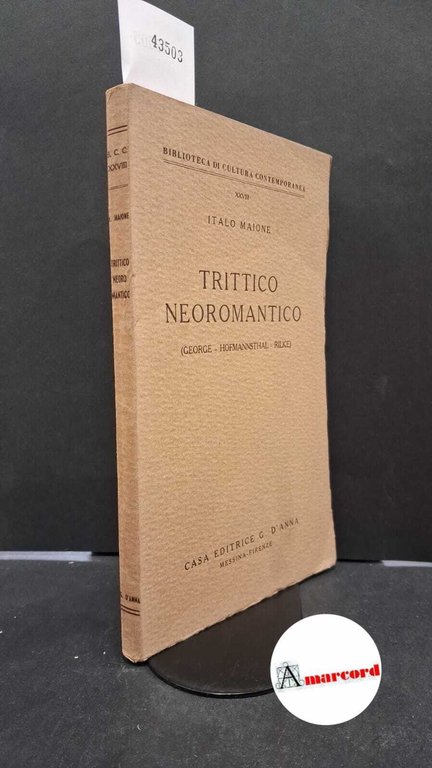 43503
BIBLIOTECA DI CULTURA CONTEMPORANEA
XXVIII
ITALO MAIONE
TRITTICO
NEOROMANTICO
(GEORGE - HOFMANNSTHAL - RILKE)
CASA EDITRICE G. D'ANNA
MESSINA-FIRENZE
B. C. C.
XXVIII
I. MAIONE
TRITTICO
NEORO
MANTICO
G. D'ANNA
Amarcord